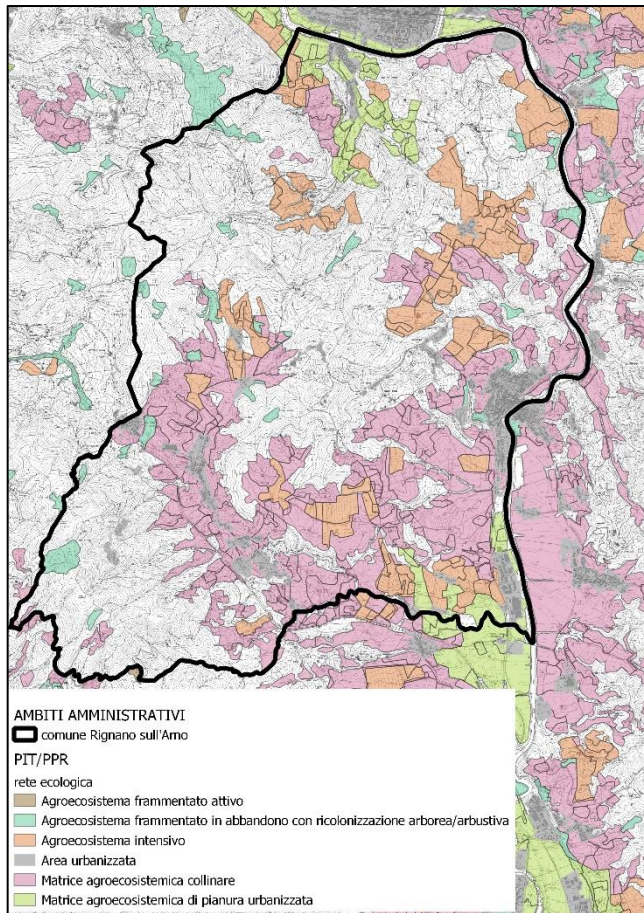 AMBITI AMMINISTRATIVI
comune Rignano sull'Arno
PIT/PPR
rete ecologica
Agroecosistema frammentato attivo
Agroecosistema frammentato in abbandono con ricolonizzazione arborea/arbustiva
Agroecosistema intensivo
Area urbanizzata
Matrice agroecosistemica collinare
Matrice agroecosistemica di pianura urbanizzata